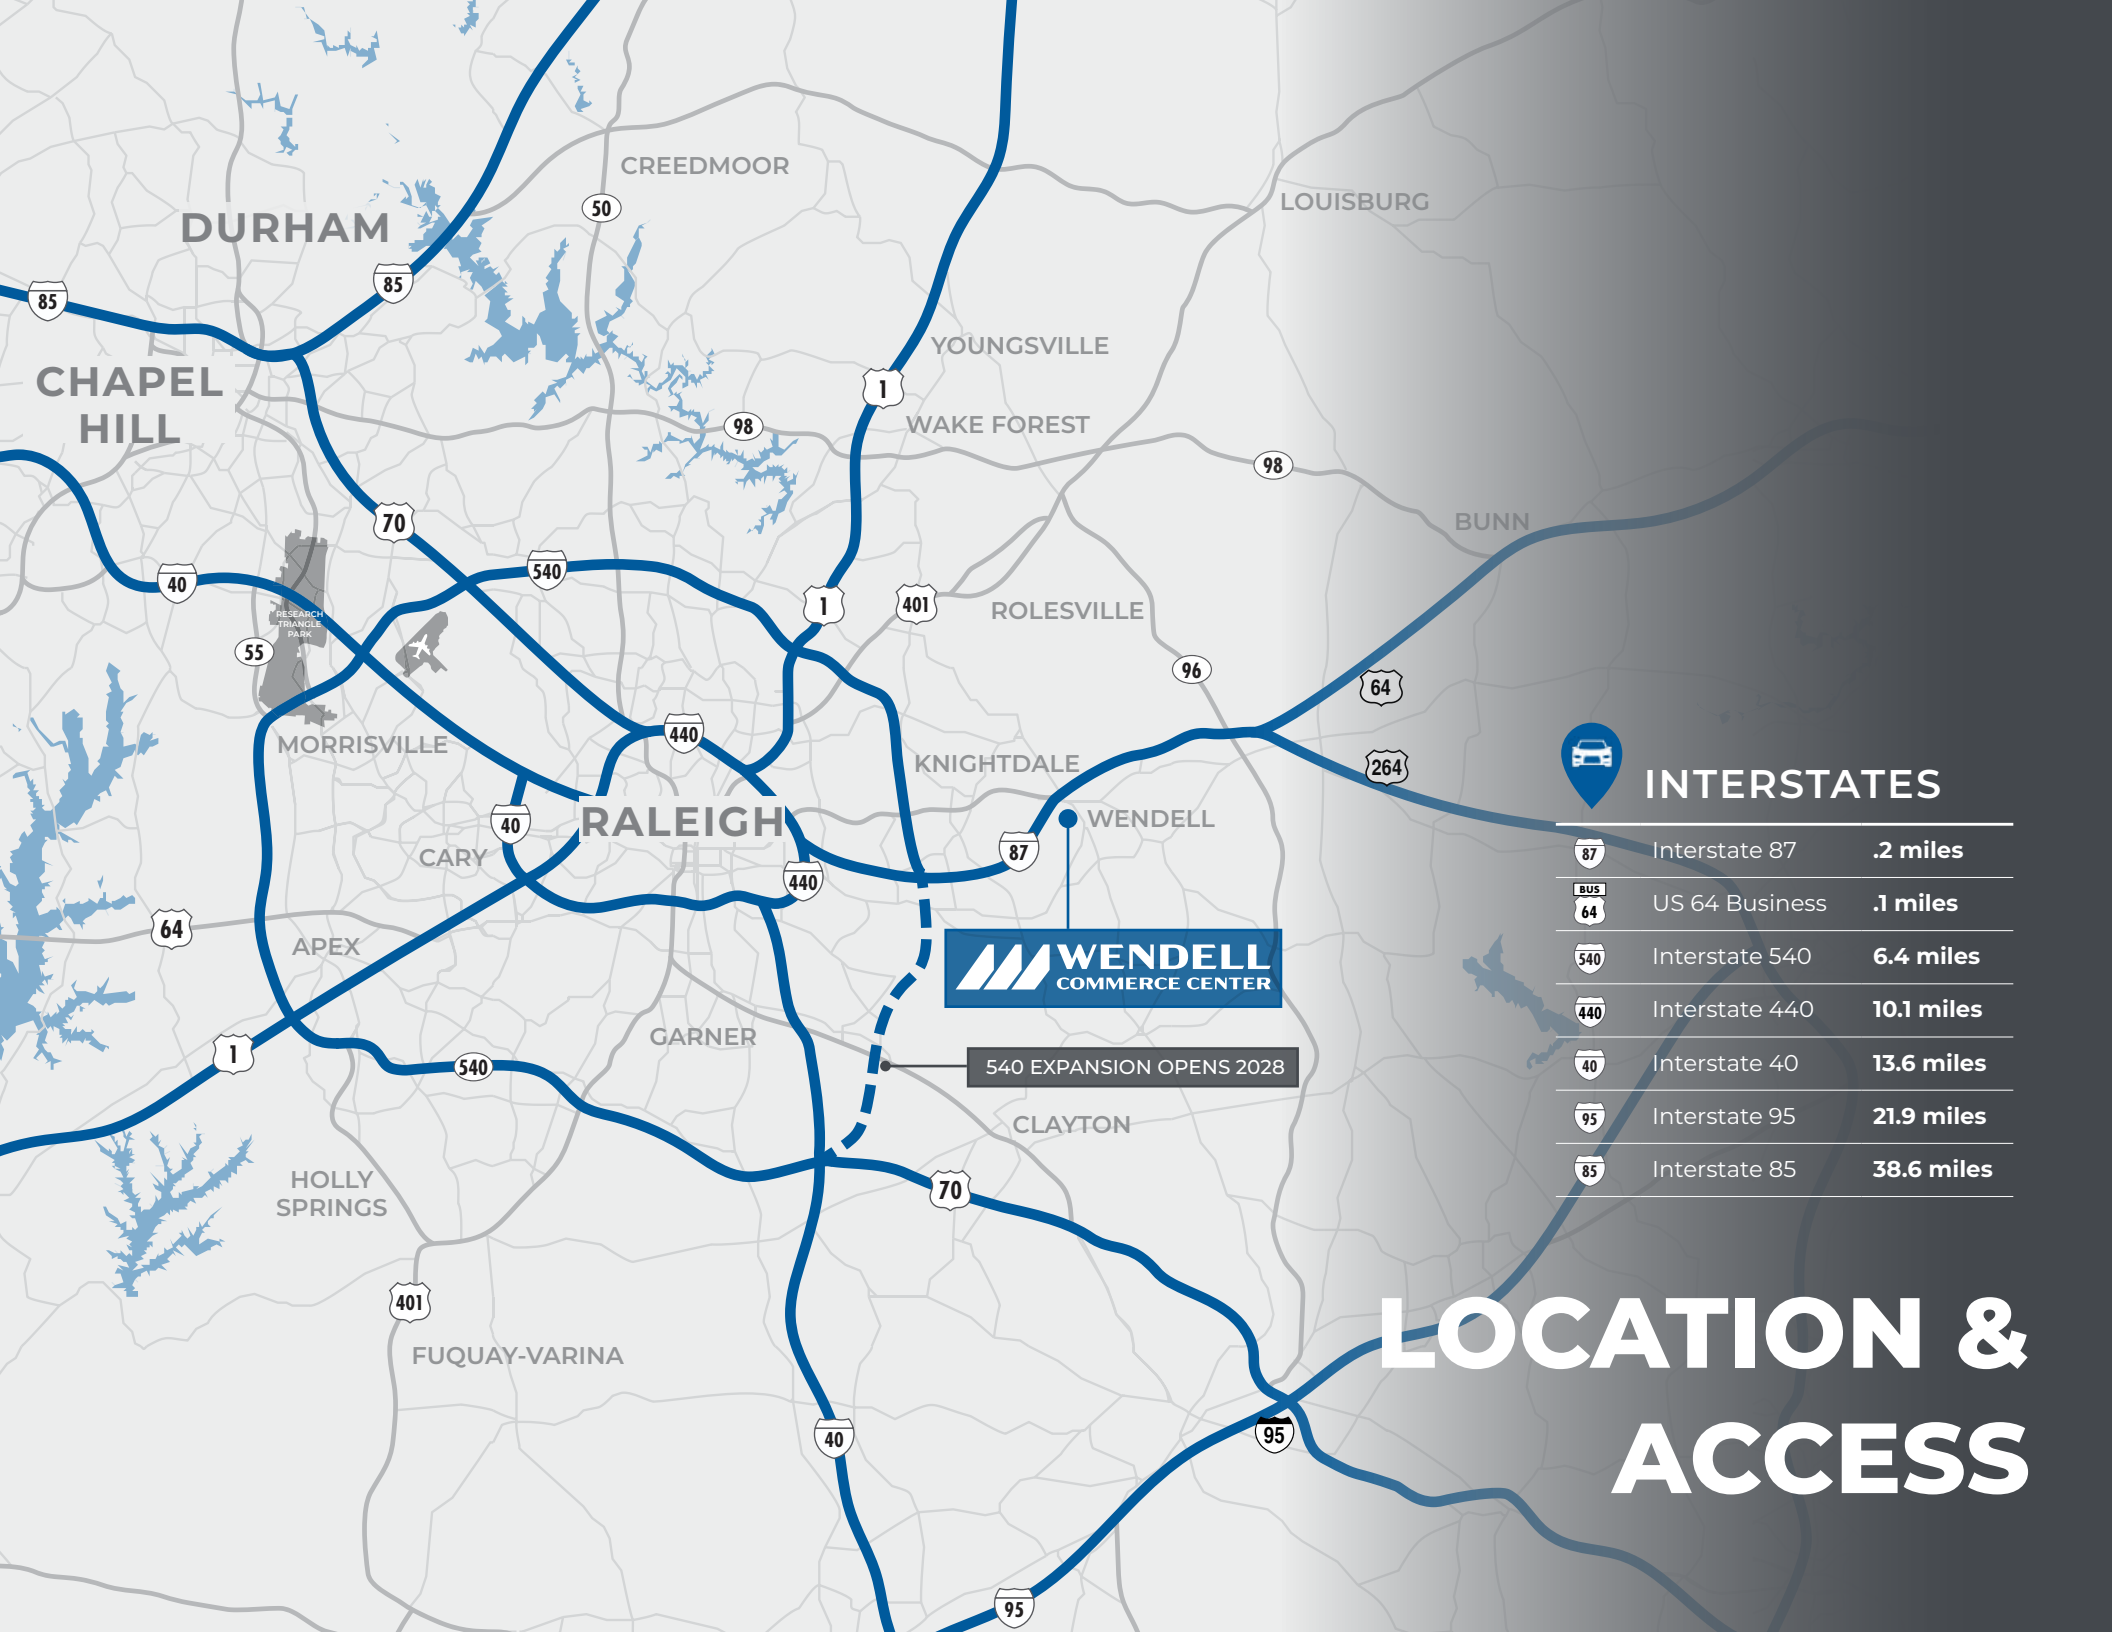 CREEDMOOR
50
LOUISBURG
DURHAM
85
85
YOUNGSVILLE
1
CHAPEL
HILL
WAKE FOREST
98
98
BUNN
70
540
40
1
401
ROLESVILLE
RESEARCH
TRIANGLE
PARK
55
96
64
440
MORRISVILLE
KNIGHTDALE
264
RALEIGH
40
WENDELL
87
CARY
440
64
APEX
WENDELL
COMMERCE CENTER
GARNER
1
540
540 EXPANSION OPENS 2028
CLAYTON
HOLLY
SPRINGS
70
401
FUQUAY-VARINA
40
95
95
INTERSTATES
87 Interstate 87 .2 miles
BUS
64 US 64 Business .1 miles
540 Interstate 540 6.4 miles
440 Interstate 440 10.1 miles
40 Interstate 40 13.6 miles
95 Interstate 95 21.9 miles
85 Interstate 85 38.6 miles
LOCATION &
ACCESS